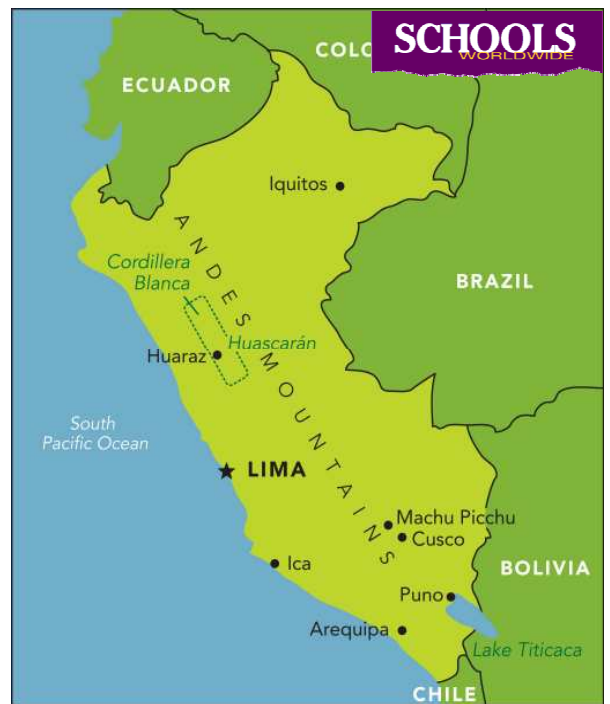 SCHOOLS
WORLDWIDE
COLO
ECUADOR
Iquitos
ANDES MOUNTAINS
Cordillera
Blanca
BRAZIL
Huascarán
Huaraz
South
Pacific Ocean
LIMA
Machu Picchu
Cusco
Ica
BOLIVIA
Puno
Arequipa
Lake Titicaca
CHILE